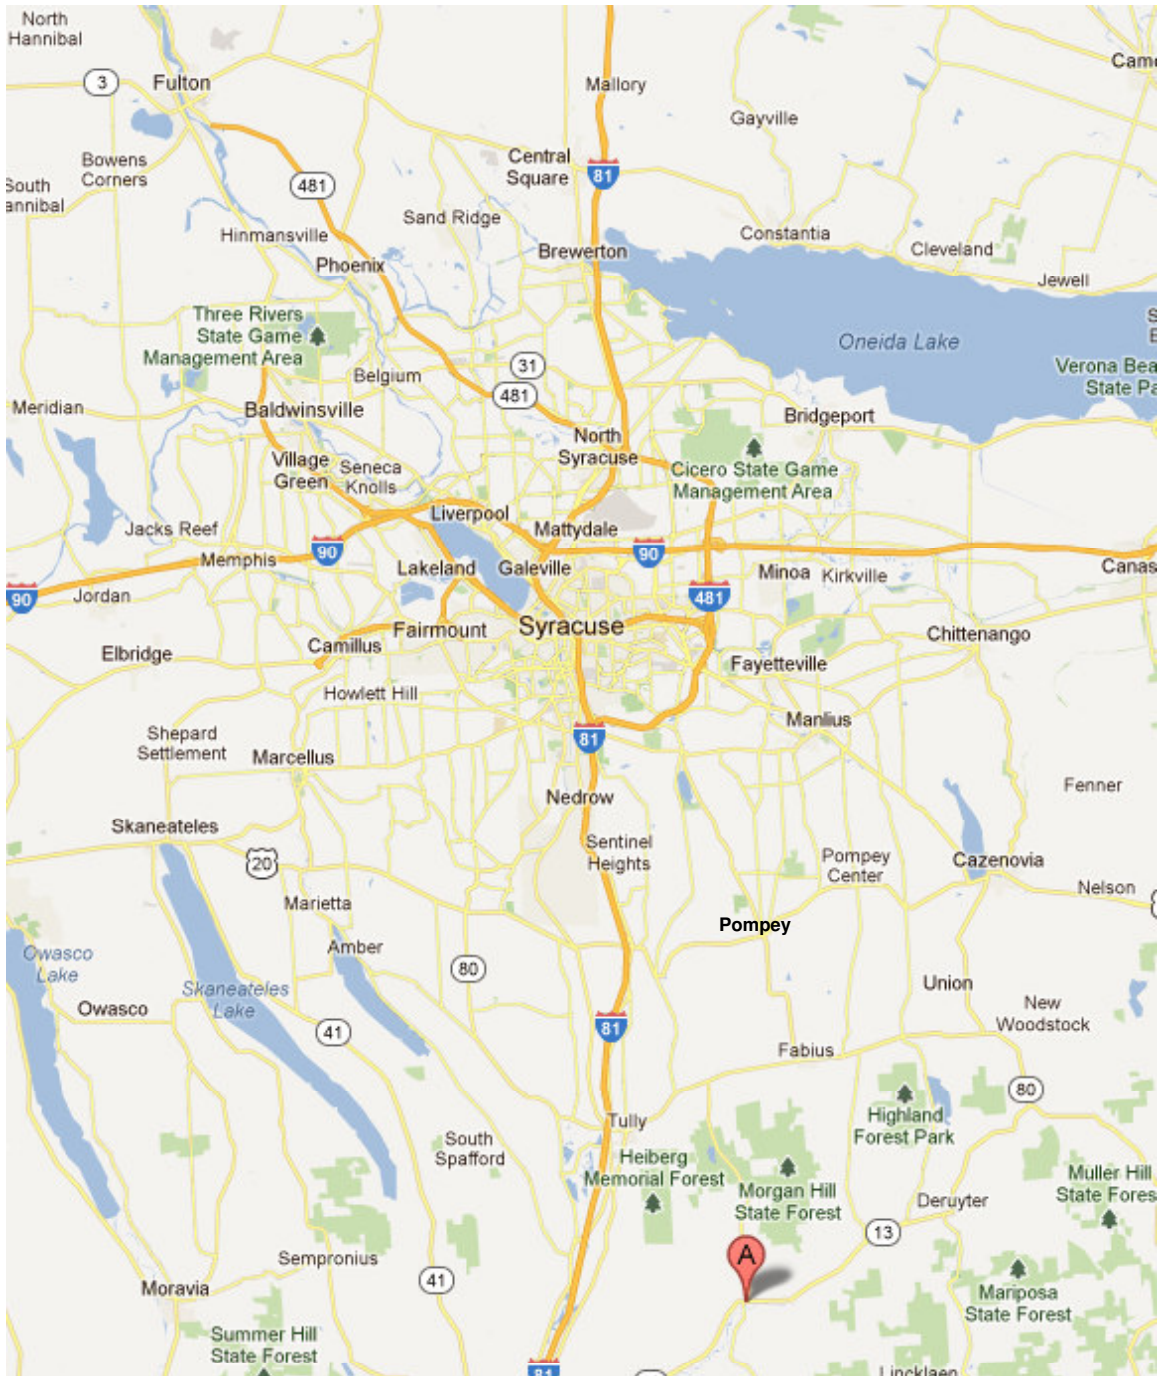 North
Hannibal
3
Fulton
Mallory
Cam
Gayville
Bowens
Corners
Central
Square
81
South
annibal
481
Sand Ridge
Hinmansville
Constantia
Phoenix
Brewerton
Cleveland
Jewell
Three Rivers
State Game
Management Area
S
E
Oneida Lake
31
Verona Bea
State Pa
Belgium
481
Meridian
Baldwinsville
Bridgeport
North
Syracuse
Village
Green
Seneca
Knolls
Cicero State Game
Management Area
Liverpool
Jacks Reef
Mattydale
90
90
Memphis
Lakeland
Galeville
Minoa
Kirkville
Canas
90
Jordan
481
Syracuse
Fairmount
Chittenango
Camillus
Elbridge
Fayetteville
Howlett Hill
Manlius
Shepard
Settlement
81
Marcellus
Fenner
Nedrow
Skaneateles
Sentinel
Heights
20
Pompey
Center
Cazenovia
Nelson
Marietta
Pompey
Amber
Owasco
Lake
80
Skaneateles
Lake
Union
Owasco
New
Woodstock
41
81
Fabius
80
Highland
Forest Park
Tully
South
Spafford
Heiberg
Memorial Forest
Muller Hill
State Fores
Morgan Hill
State Forest
Deruyter
13
A
Sempronius
41
Moravia
Mariposa
State Forest
Summer Hill
State Forest
81
Lincklaen